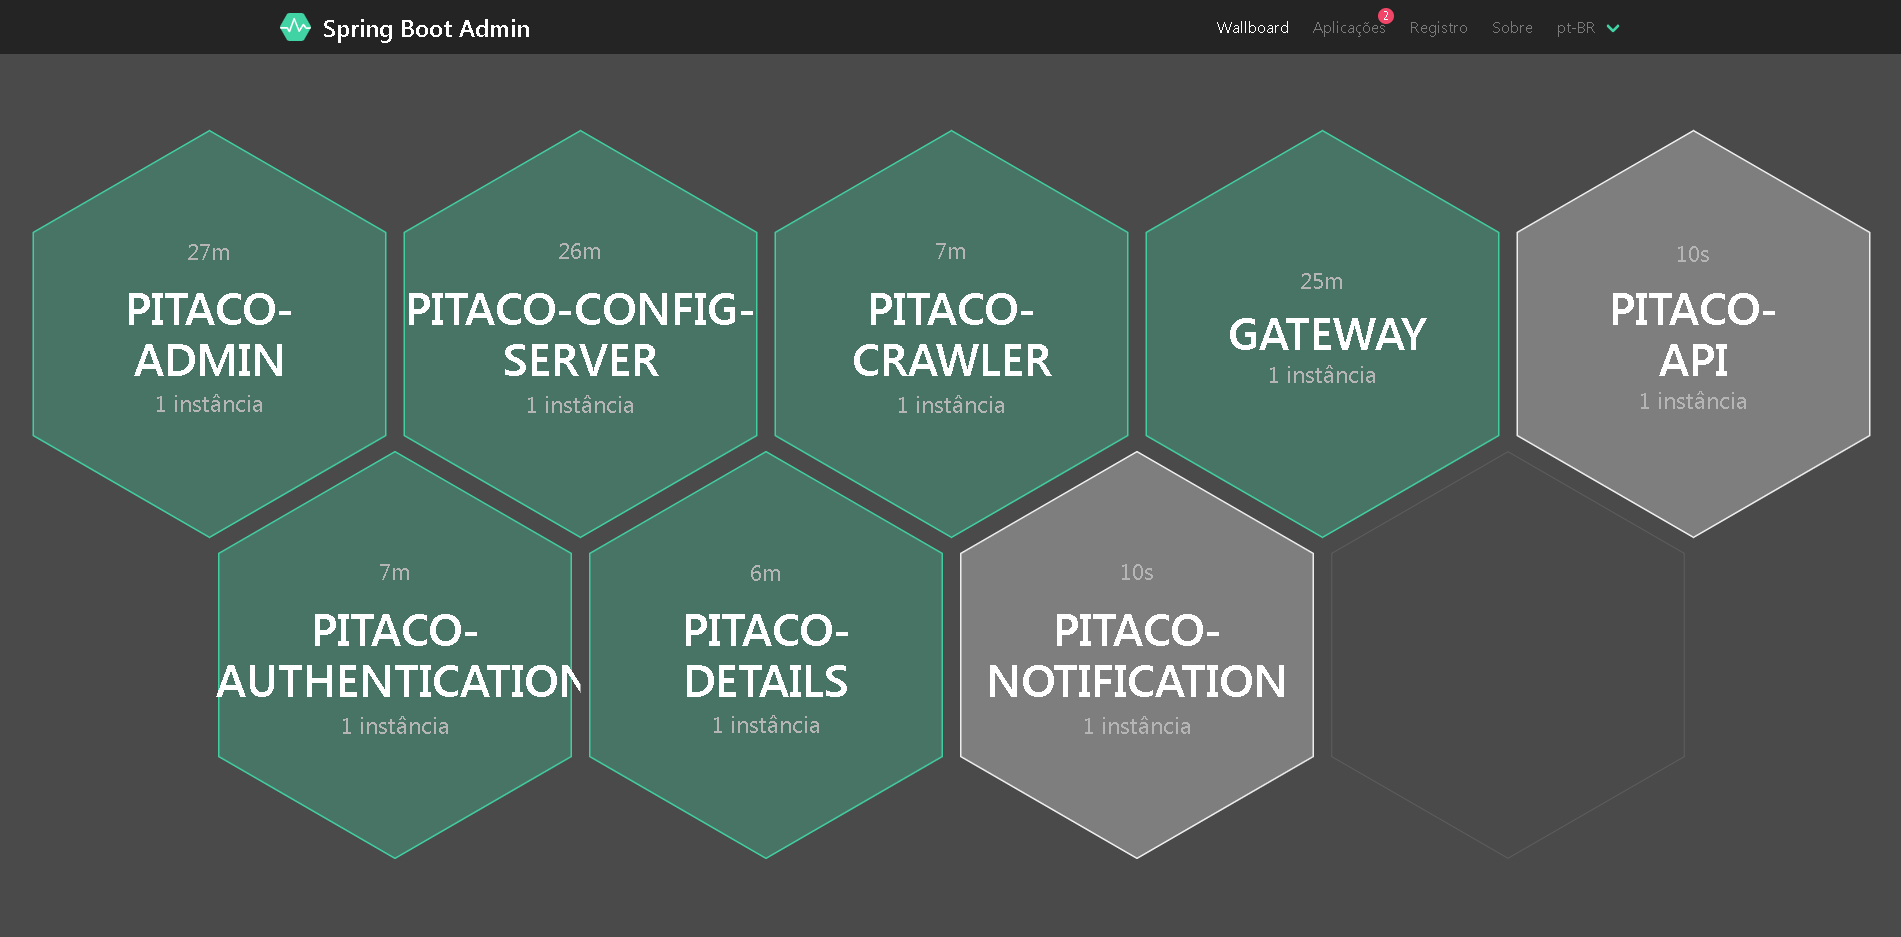 Spring Boot Admin
Wallboard
Aplicações
2
Registro
Sobre
pt-BR
27m
PITACO-
ADMIN
1 instância
26m
PITACO-CONFIG-
SERVER
1 instância
7m
PITACO-
CRAWLER
1 instância
25m
GATEWAY
1 instância
10s
PITACO-
API
1 instância
7m
PITACO-
AUTHENTICATION
1 instância
6m
PITACO-
DETAILS
1 instância
10s
PITACO-
NOTIFICATION
1 instância